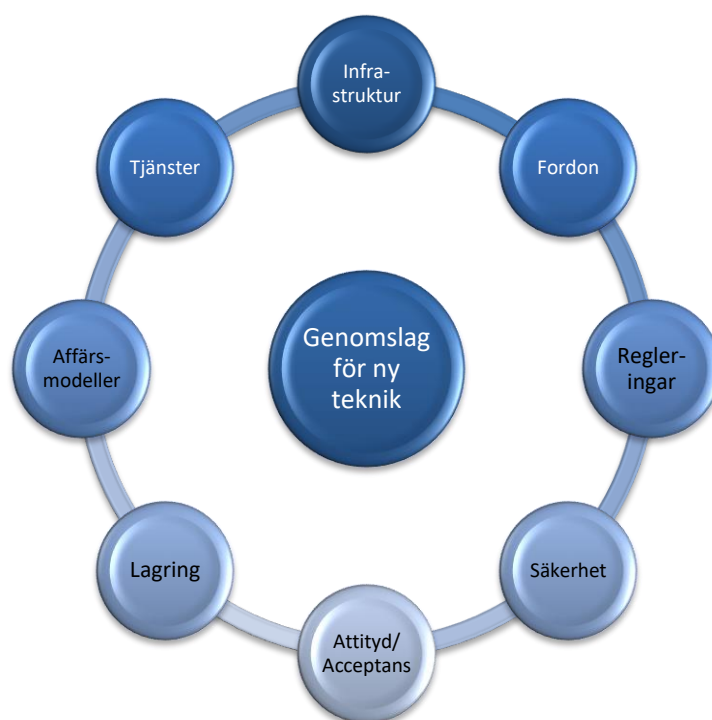 Infra-
struktur
Fordon
Regler-
ingar
Säkerhet
Attityd/
Acceptans
Lagring
Affärs-
modeller
Tjänster
Genomslag
för ny
teknik